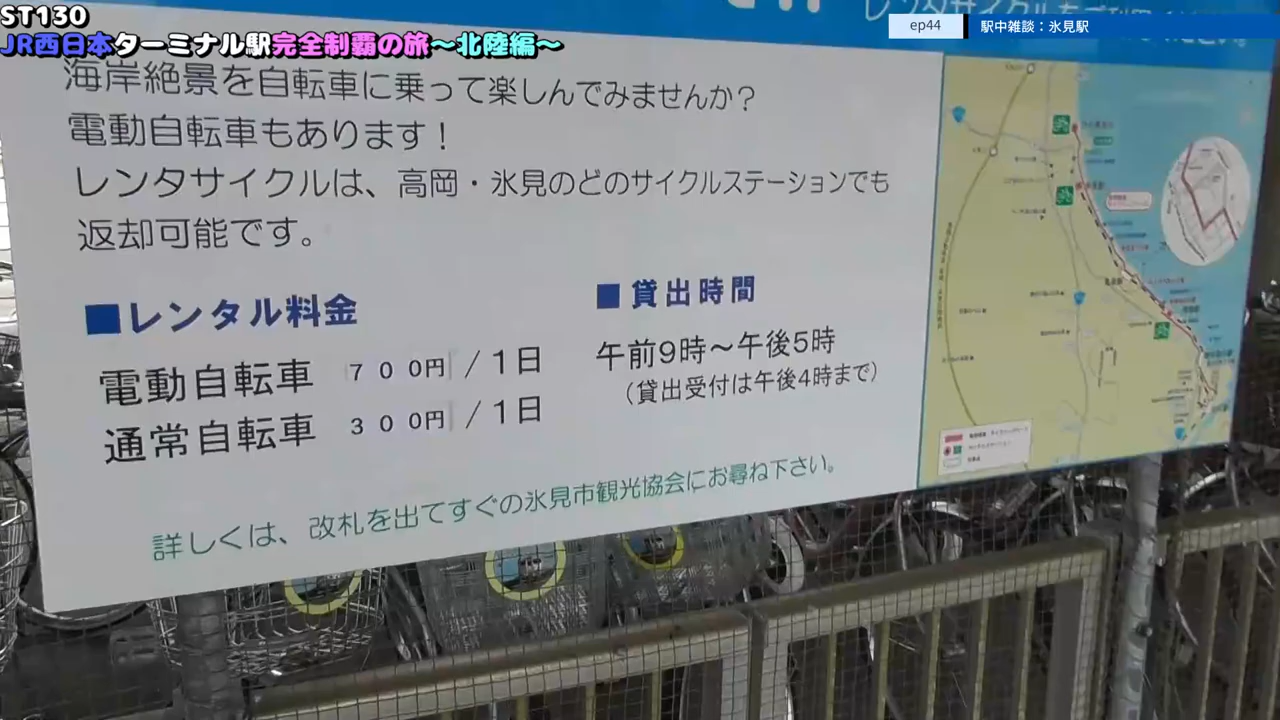 ST130
JR西日本ターミナル駅完全制覇の旅～北陸編～
ep44
駅中雑談：氷見駅
海岸絶景を自転車に乗って楽しんでみませんか？
電動自転車もあります！
レンタサイクルは、高岡・氷見のどのサイクルステーションでも
返却可能です。
■レンタル料金
電動自転車 ７００円 / 1日
通常自転車 ３００円 / 1日
■貸出時間
午前9時～午後5時
（貸出受付は午後4時まで）
詳しくは、改札を出てすぐの氷見市観光協会にお尋ね下さい。